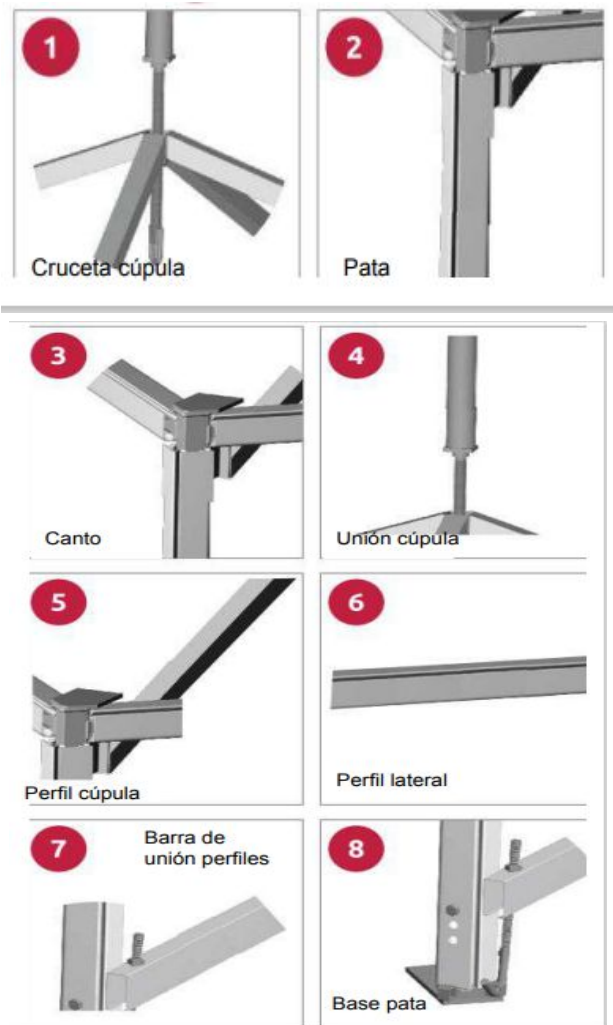 1
2
Cruceta cúpula
Pata
3
4
Canto
Unión cúpula
5
6
Perfil cúpula
Perfil lateral
7
Barra de
unión perfiles
8
Base pata